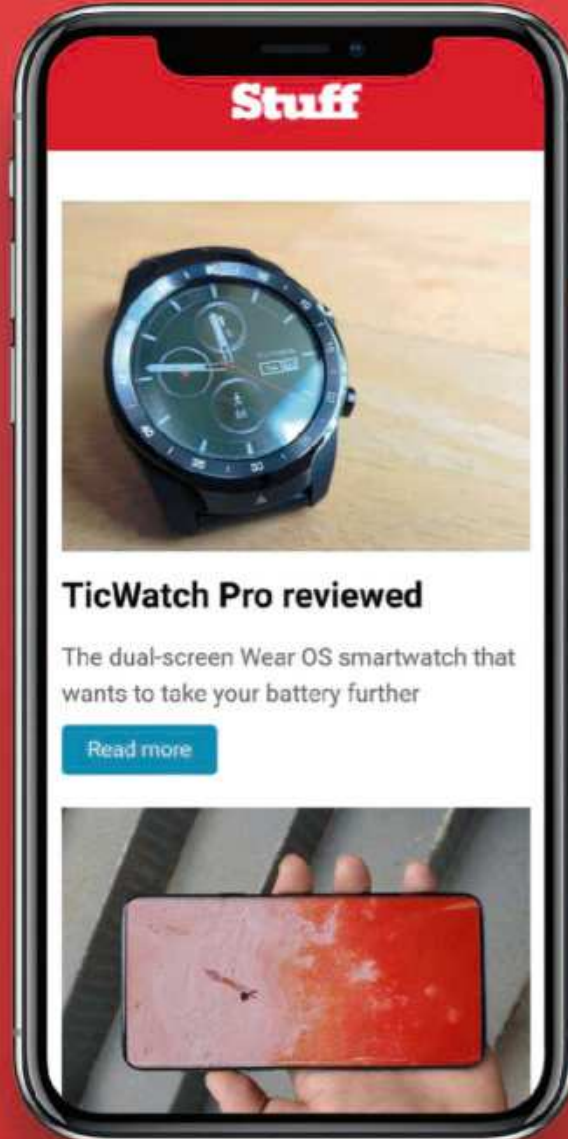 Stuff
TicWatch Pro reviewed
The dual-screen Wear OS smartwatch that
wants to take your battery further
Read more